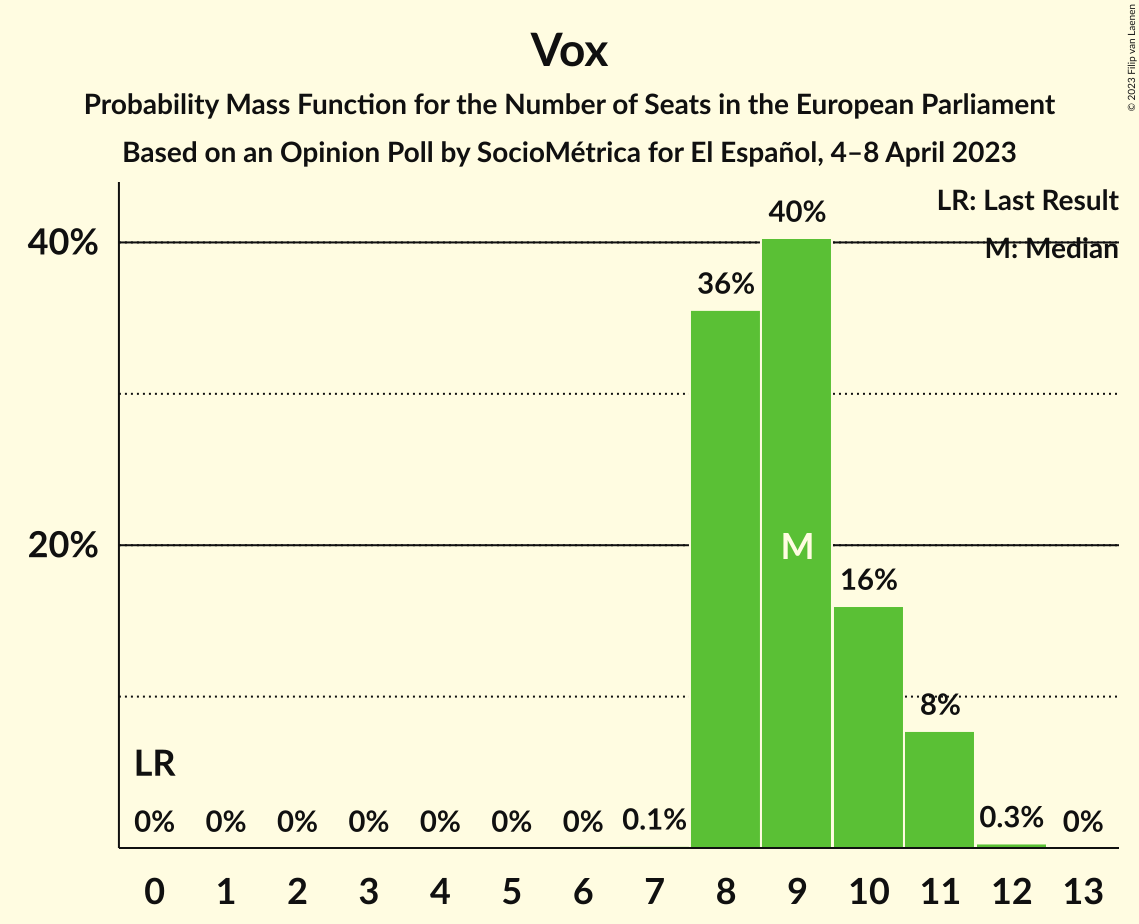 Vox
Probability Mass Function for the Number of Seats in the European Parliament
Based on an Opinion Poll by SocioMétrica for El Español, 4–8 April 2023
© 2023 Filip van Laenen
LR: Last Result
M: Median
40%
20%
40%
36%
M
16%
8%
LR
0% 0% 0% 0% 0% 0% 0% 0.1% 0.3% 0%
0 1 2 3 4 5 6 7 8 9 10 11 12 13